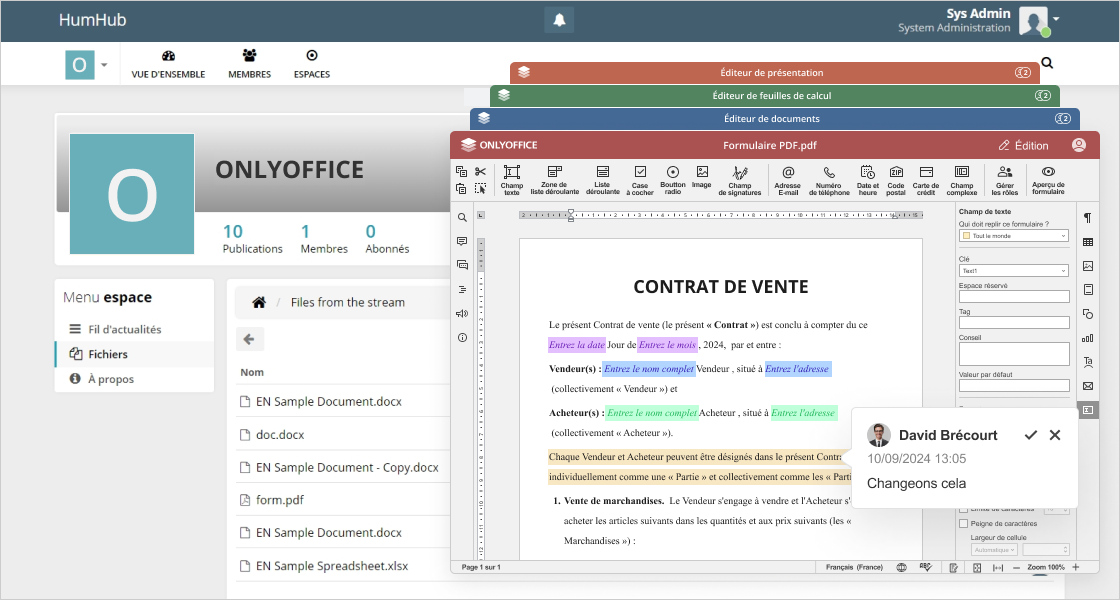 HumHub
Sys Admin
System Administration
O
VUE D'ENSEMBLE
MEMBRES
ESPACES
Éditeur de présentation
2
Éditeur de feuilles de calcul
2
Éditeur de documents
2
ONLYOFFICE
Formulaire PDF.pdf
Édition
O
ONLYOFFICE
10
Publications
1
Membres
0
Abonnés
Menu espace
Fil d'actualités
Fichiers
À propos
Files from the stream
Nom
EN Sample Document.docx
doc.docx
EN Sample Document - Copy.docx
form.pdf
EN Sample Document.docx
EN Sample Spreadsheet.xlsx
Champ texte
Zone de liste déroulante
Liste déroulante
Case à cocher
Bouton radio
Image
Champ de signatures
Adresse E-mail
Numéro de téléphone
Date et heure
Code postal
Carte de crédit
Champ complexe
Gérer les rôles
Aperçu de formulaire
CONTRAT DE VENTE
Le présent Contrat de vente (le présent « Contrat ») est conclu à compter du ce
Entrez la date Jour de Entrez le mois , 2024, par et entre :
Vendeur(s) : Entrez le nom complet Vendeur , situé à Entrez l'adresse
(collectivement « Vendeur ») et
Acheteur(s) : Entrez le nom complet Acheteur , situé à Entrez l'adresse
(collectivement « Acheteur »).
Chaque Vendeur et Acheteur peuvent être désignés dans le présent Contra
individuellement comme une « Partie » et collectivement comme les « Parti
1. Vente de marchandises. Le Vendeur s'engage à vendre et l'Acheteur s'
acheter les articles suivants dans les quantités et aux prix suivants (les «
Marchandises ») :
Champ de texte
Qui doit replir ce formulaire ?
Tout le monde
Clé
Text1
Espace réservé
Tag
Conseil
Valeur par défaut
David Brécourt
10/09/2024 13:05
Changeons cela
Limite de caractères
Peigne de caractères
Largeur de cellule
Automatique
Page 1 sur 1
Français (France)
Zoom 100%